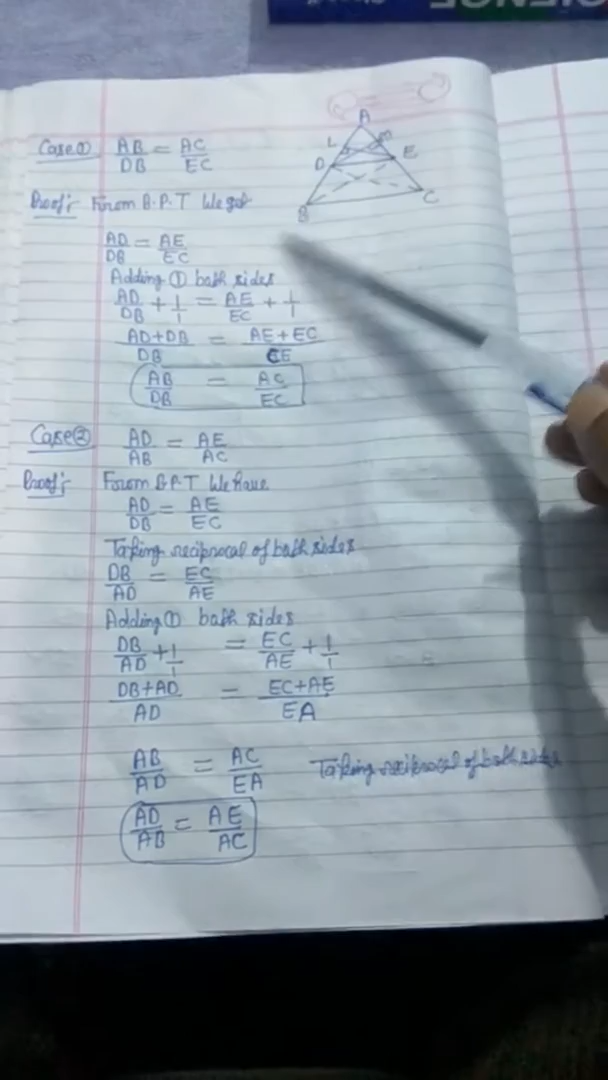 Case① AB/DB = AC/EC
Proof:- From B.P.T We get
AD/DB = AE/EC
Adding ① both sides
AD/DB + 1/1 = AE/EC + 1/1
AD+DB/DB = AE+EC/CE
AB/DB = AC/EC
A
L M
D E
B C
Case② AD/AB = AE/AC
Proof:- From B.P.T We have
AD/DB = AE/EC
Taking reciprocal of both sides
DB/AD = EC/AE
Adding ① both sides
DB/AD + 1/1 = EC/AE + 1/1
DB+AD/AD = EC+AE/EA
AB/AD = AC/EA Taking reciprocal of both sides
AD/AB = AE/AC